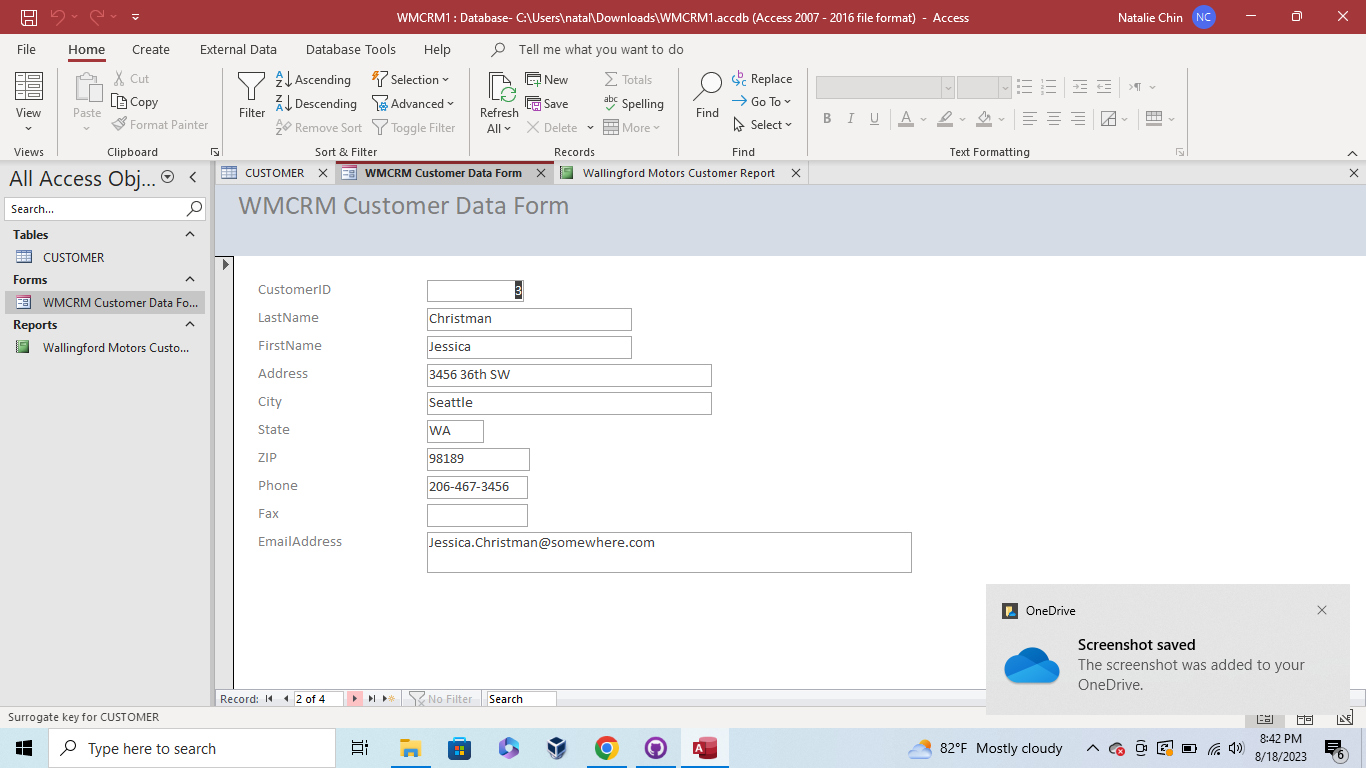 WMCRM1 : Database- C:\Users\natal\Downloads\WMCRM1.accdb (Access 2007 - 2016 file format) - Access
Natalie Chin NC
File Home Create External Data Database Tools Help Tell me what you want to do
View
Views
Paste
Cut
Copy
Format Painter
Clipboard
Filter
Ascending
Descending
Remove Sort
Selection
Advanced
Toggle Filter
Sort & Filter
Refresh
All
New
Save
Delete
Totals
Spelling
More
Records
Find
Replace
Go To
Select
Find
B I U A
Text Formatting
All Access Obj...
Search...
Tables
CUSTOMER
Forms
WMCRM Customer Data Fo...
Reports
Wallingford Motors Custo...
CUSTOMER
WMCRM Customer Data Form
Wallingford Motors Customer Report
WMCRM Customer Data Form
CustomerID 3
LastName Christman
FirstName Jessica
Address 3456 36th SW
City Seattle
State WA
ZIP 98189
Phone 206-467-3456
Fax
EmailAddress Jessica.Christman@somewhere.com
OneDrive
Screenshot saved
The screenshot was added to your
OneDrive.
Record: 2 of 4 No Filter Search
Surrogate key for CUSTOMER
Type here to search
82°F Mostly cloudy
8:42 PM
8/18/2023
6